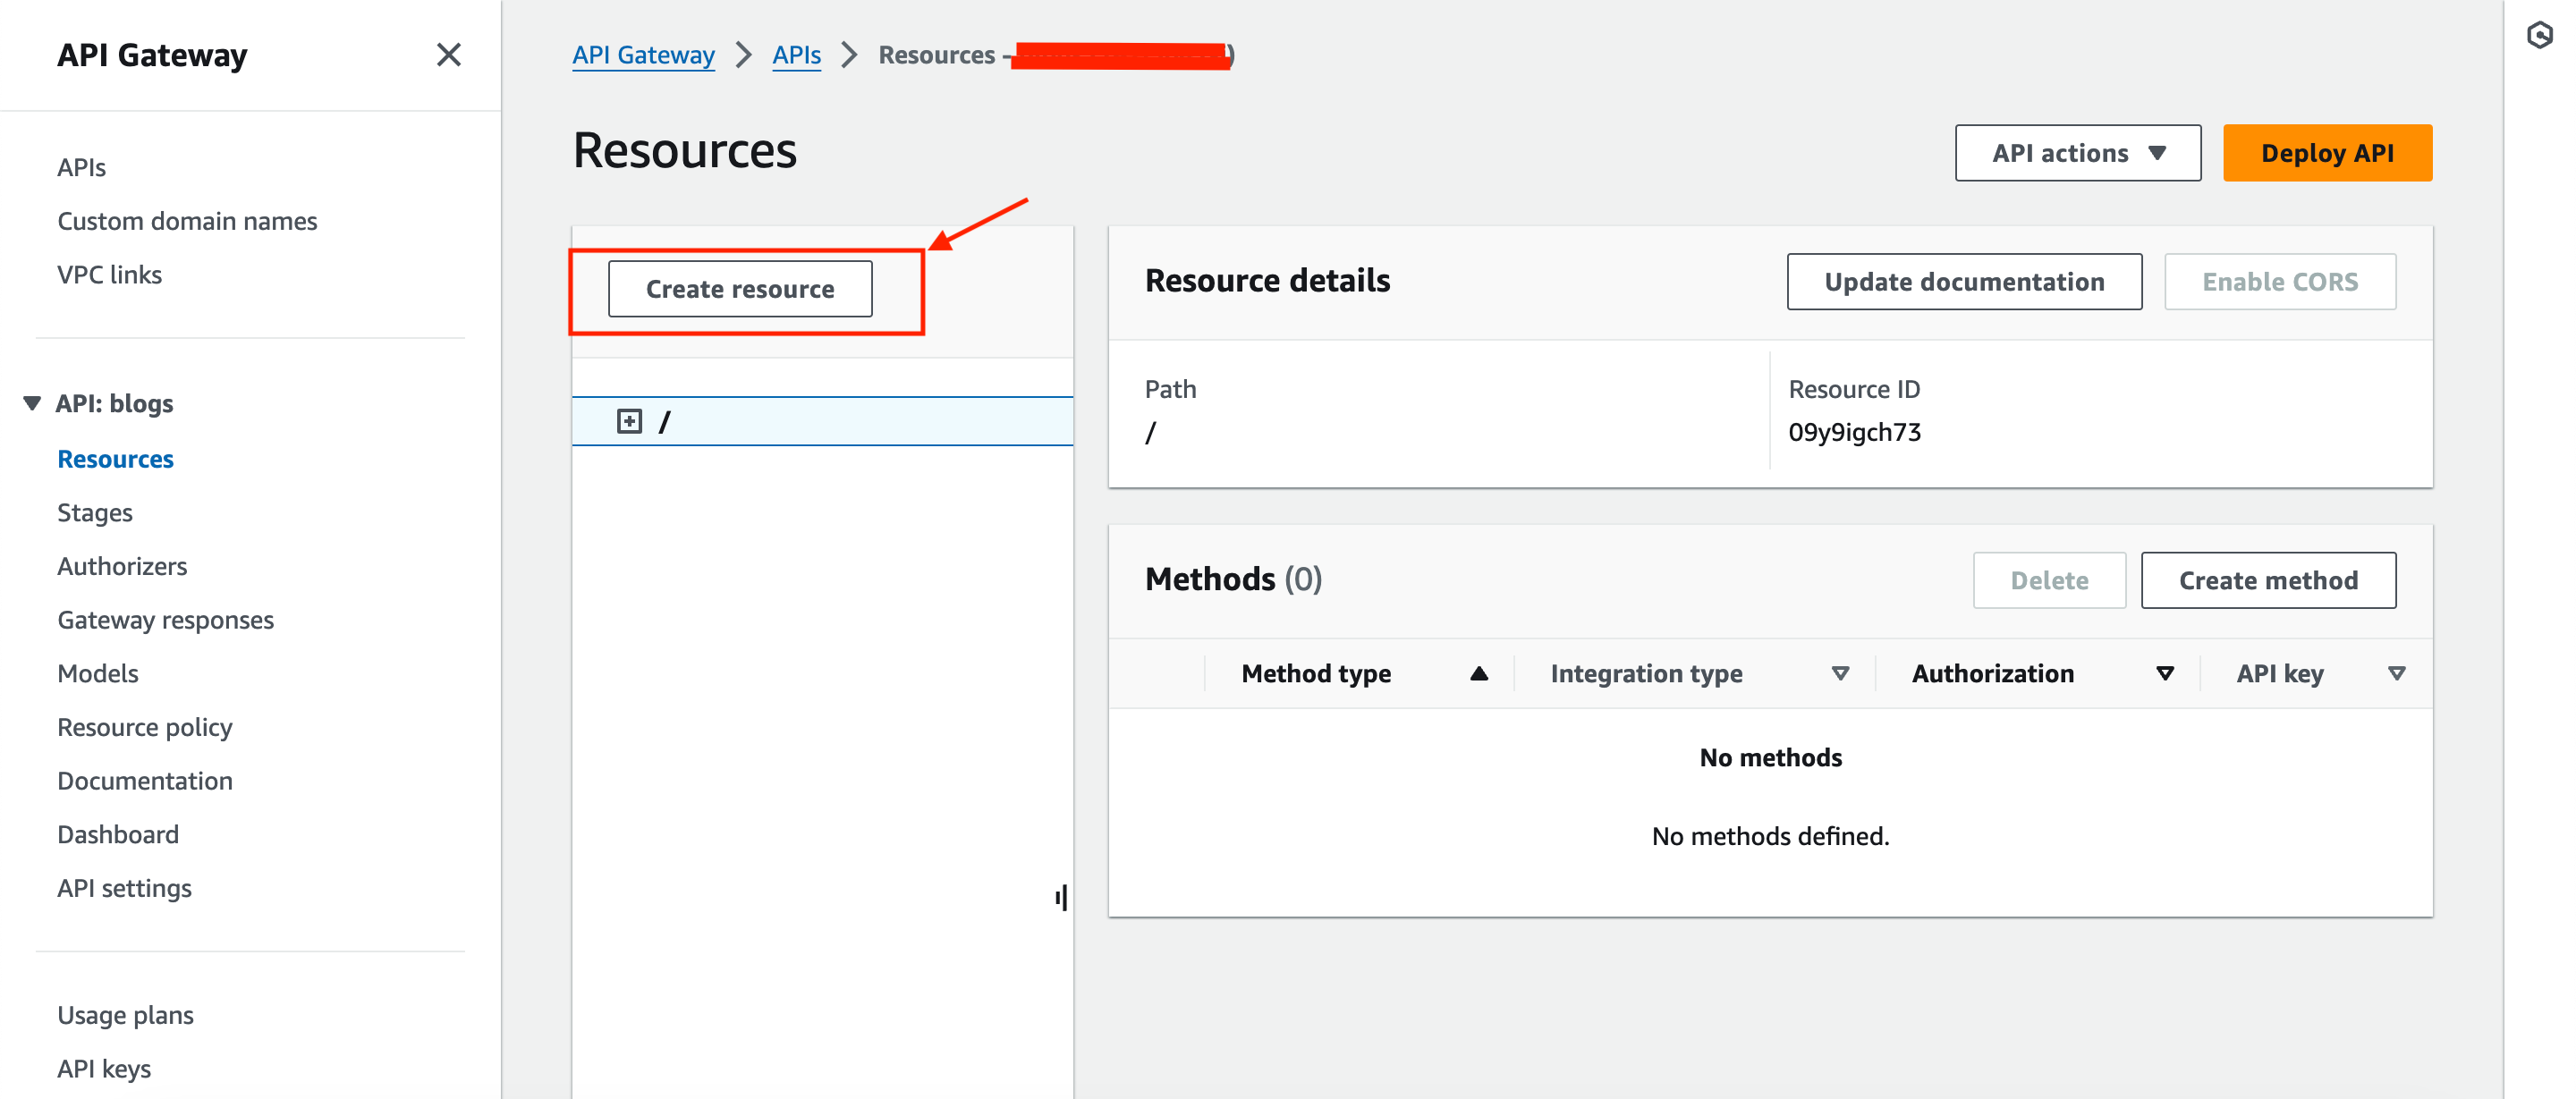 API Gateway
APIs
Custom domain names
VPC links
API: blogs
Resources
Stages
Authorizers
Gateway responses
Models
Resource policy
Documentation
Dashboard
API settings
Usage plans
API keys
API Gateway > APIs > Resources - )
Resources
API actions
Deploy API
Create resource
/
Resource details
Update documentation
Enable CORS
Path
/
Resource ID
09y9igch73
Methods (0)
Delete
Create method
Method type
Integration type
Authorization
API key
No methods
No methods defined.